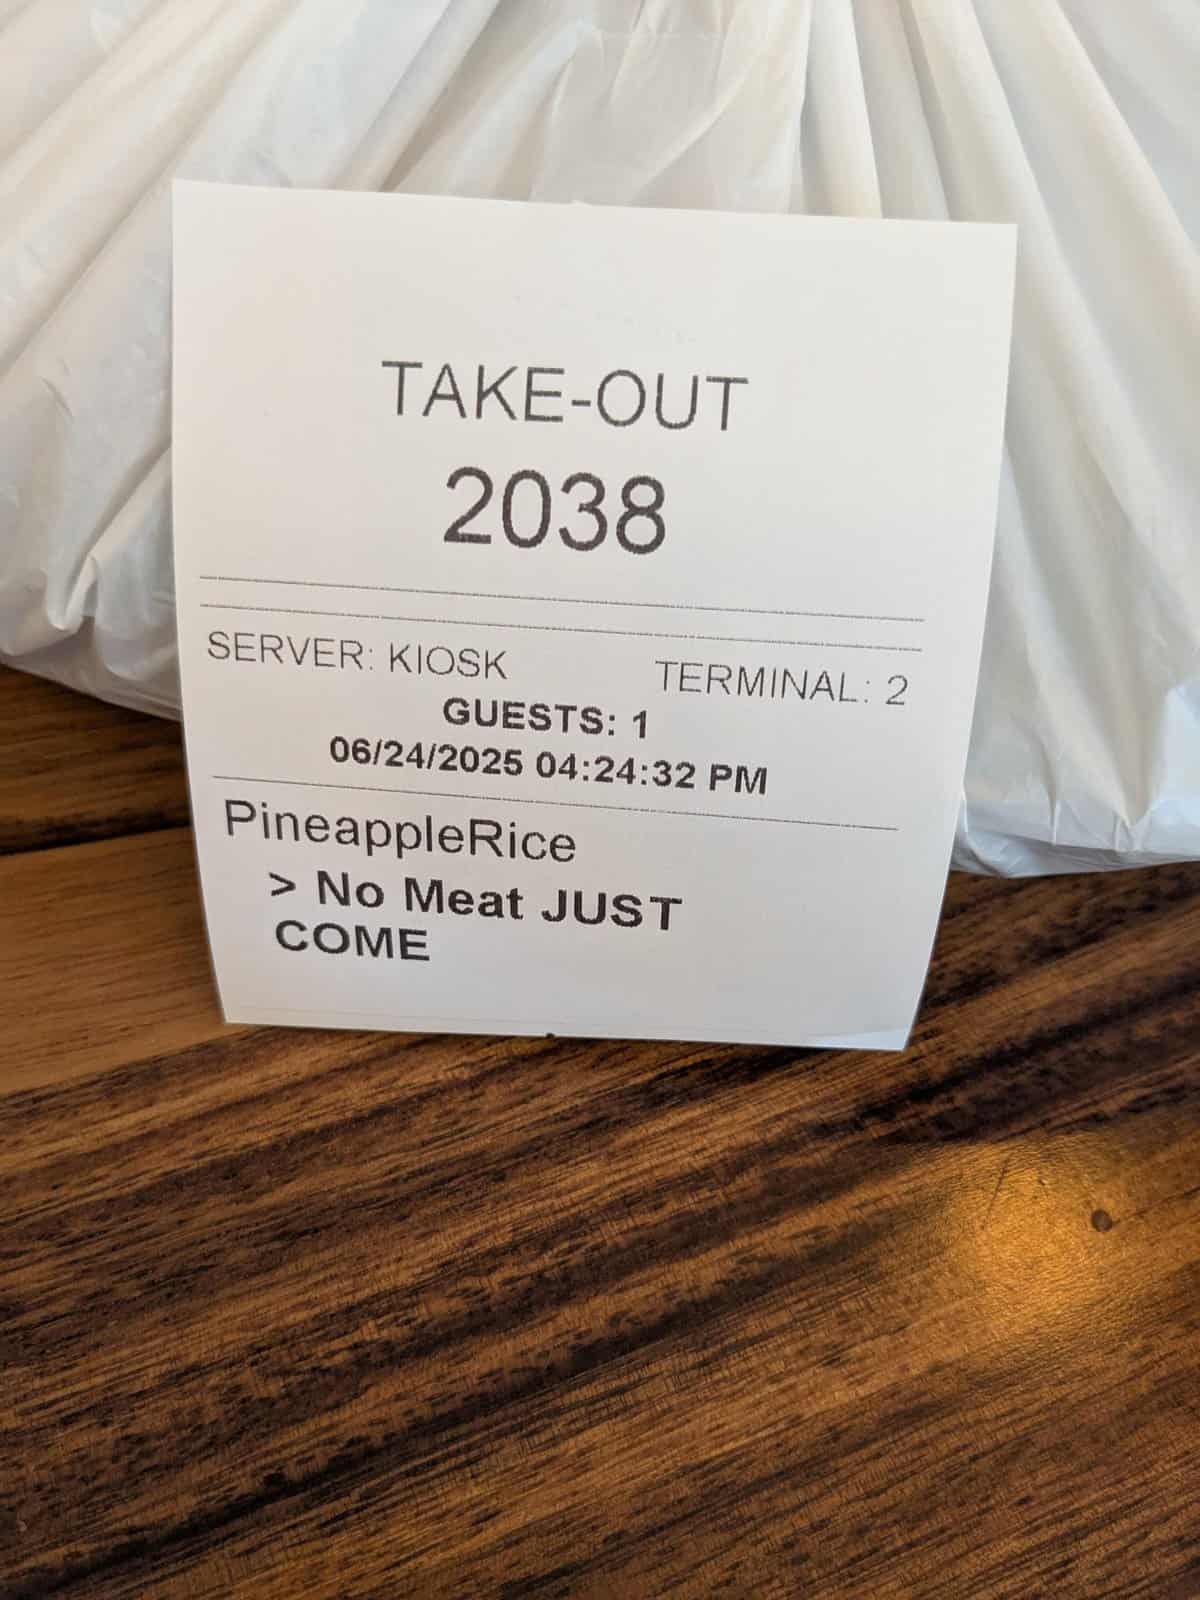 TAKE-OUT
2038
SERVER: KIOSK TERMINAL: 2
GUESTS: 1
06/24/2025 04:24:32 PM
PineappleRice
> No Meat JUST
COME